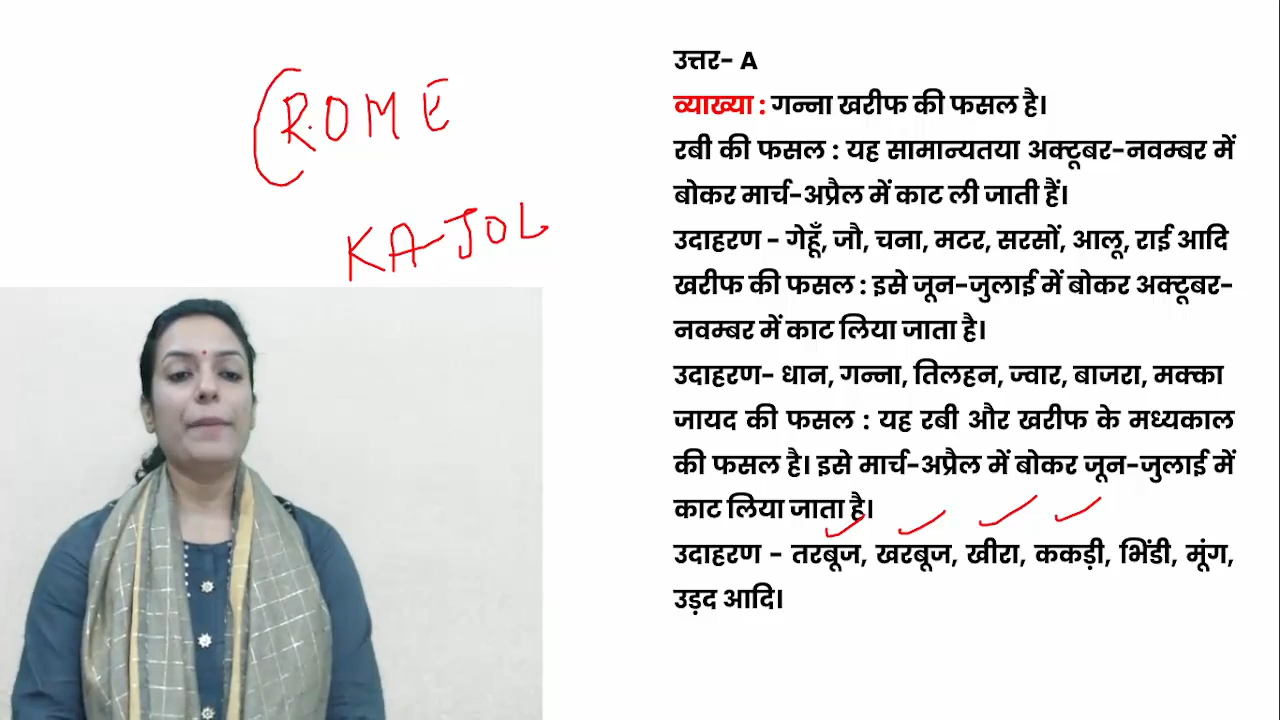 ROME
KAJOL
उत्तर- A
व्याख्या : गन्ना खरीफ की फसल है।
रबी की फसल : यह सामान्यतया अक्टूबर-नवम्बर में
बोकर मार्च-अप्रैल में काट ली जाती हैं।
उदाहरण - गेहूँ, जौ, चना, मटर, सरसों, आलू, राई आदि
खरीफ की फसल : इसे जून-जुलाई में बोकर अक्टूबर-
नवम्बर में काट लिया जाता है।
उदाहरण- धान, गन्ना, तिलहन, ज्वार, बाजरा, मक्का
जायद की फसल : यह रबी और खरीफ के मध्यकाल
की फसल है। इसे मार्च-अप्रैल में बोकर जून-जुलाई में
काट लिया जाता है।
उदाहरण - तरबूज, खरबूज, खीरा, ककड़ी, भिंडी, मूंग,
उड़द आदि।